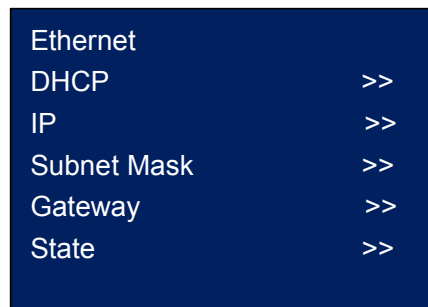 Ethernet
DHCP >>
IP >>
Subnet Mask >>
Gateway >>
State >>